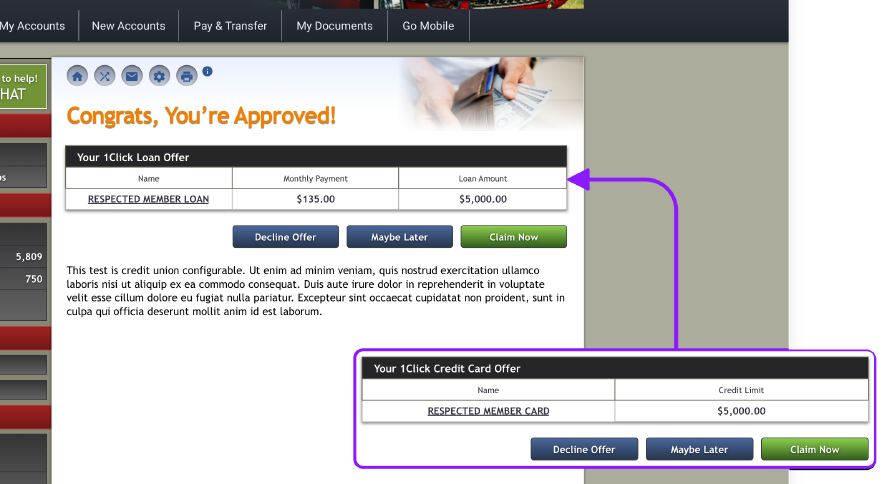 My Accounts
New Accounts
Pay & Transfer
My Documents
Go Mobile
to help!
HAT
Congrats, You're Approved!
Your 1Click Loan Offer
Name Monthly Payment Loan Amount
RESPECTED MEMBER LOAN $135.00 $5,000.00
Decline Offer Maybe Later Claim Now
5,809
750
This test is credit union configurable. Ut enim ad minim veniam, quis nostrud exercitation ullamco
laboris nisi ut aliquip ex ea commodo consequat. Duis aute irure dolor in reprehenderit in voluptate
velit esse cillum dolore eu fugiat nulla pariatur. Excepteur sint occaecat cupidatat non proident, sunt in
culpa qui officia deserunt mollit anim id est laborum.
Your 1Click Credit Card Offer
Name Credit Limit
RESPECTED MEMBER CARD $5,000.00
Decline Offer Maybe Later Claim Now